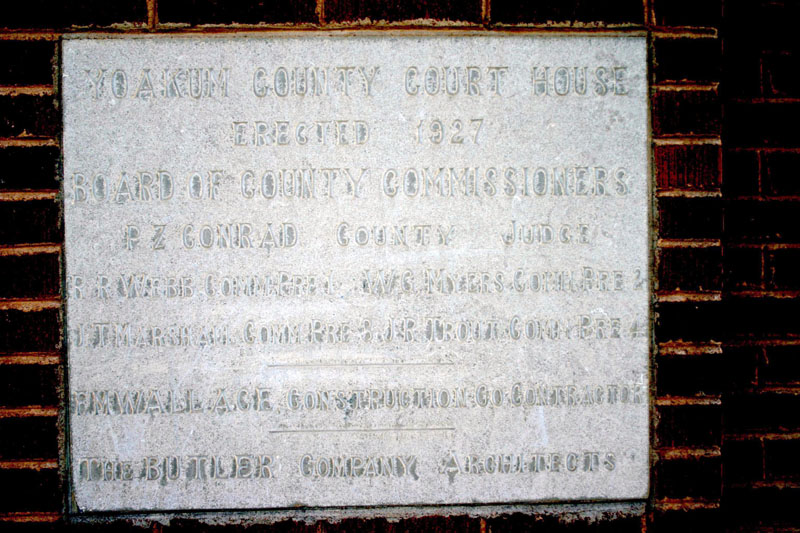 YOAKUM COUNTY COURT HOUSE
ERECTED 1927
BOARD OF COUNTY COMMISSIONERS
P Z CONRAD COUNTY JUDGE
WEBB. COMM. PRE 1. W.G. MYERS. COMM. PRE 2
MARSHAL. COMM. PRE 3. J.R. TROUT. COMM. PRE 4
WALLACE CONSTRUCTION CO. CONTRACTOR
THE BUTLER COMPANY ARCHITECTS